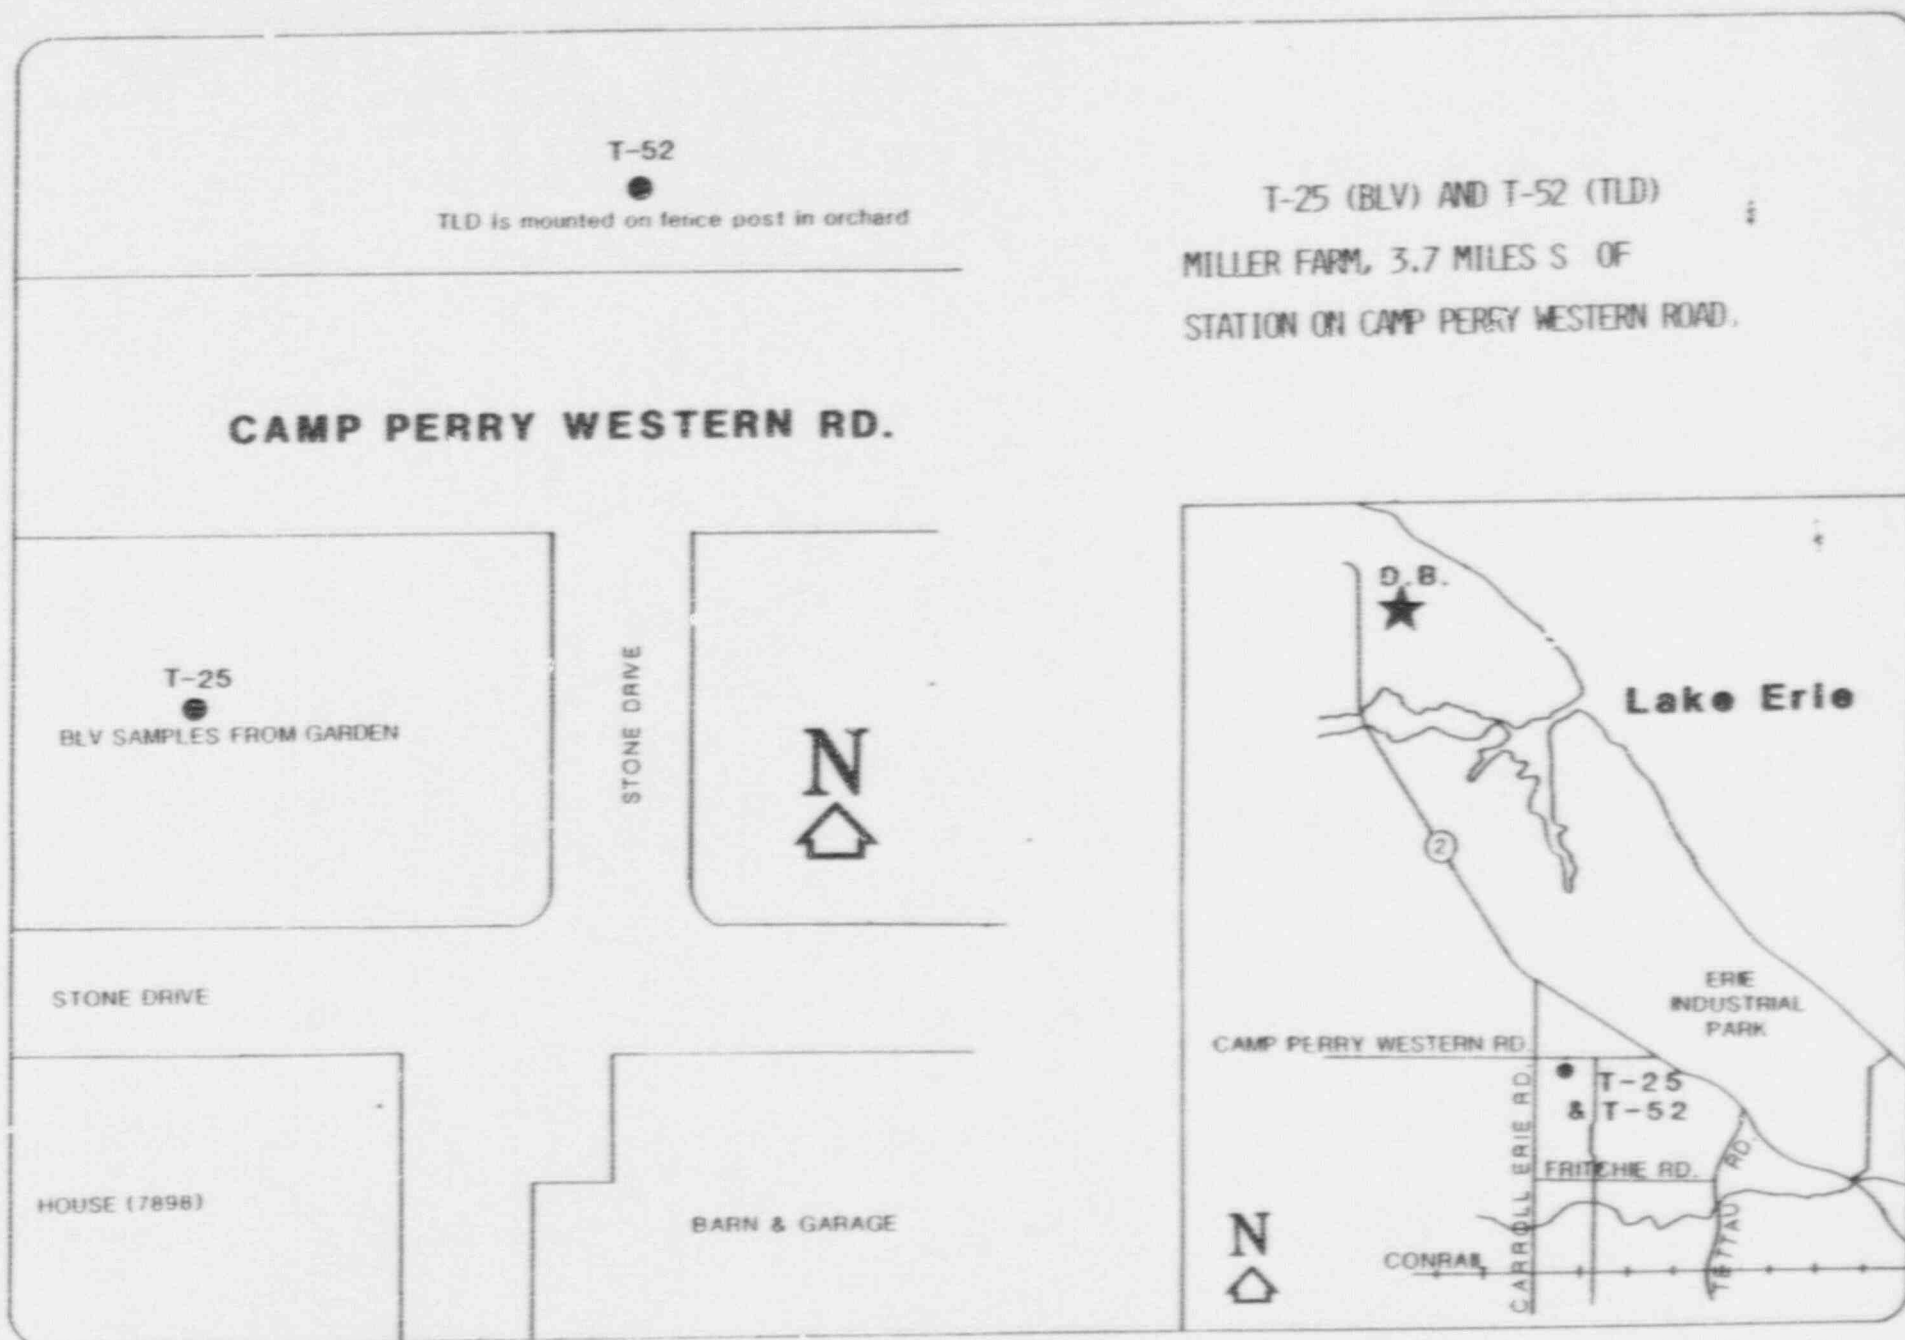 T-52
TLD is mounted on fence post in orchard
T-25 (BLV) AND T-52 (TLD)
MILLER FARM, 3.7 MILES S OF
STATION ON CAMP PERRY WESTERN ROAD.
CAMP PERRY WESTERN RD.
T-25
BLV SAMPLES FROM GARDEN
STONE DRIVE
N
STONE DRIVE
HOUSE (7898)
BARN & GARAGE
D.B.
Lake Erie
2
ERIE
INDUSTRIAL
PARK
CAMP PERRY WESTERN RD.
T-25
& T-52
CARROLL ERIE RD.
FRITCHIE RD.
TETTAU RD.
N
CONRAIL